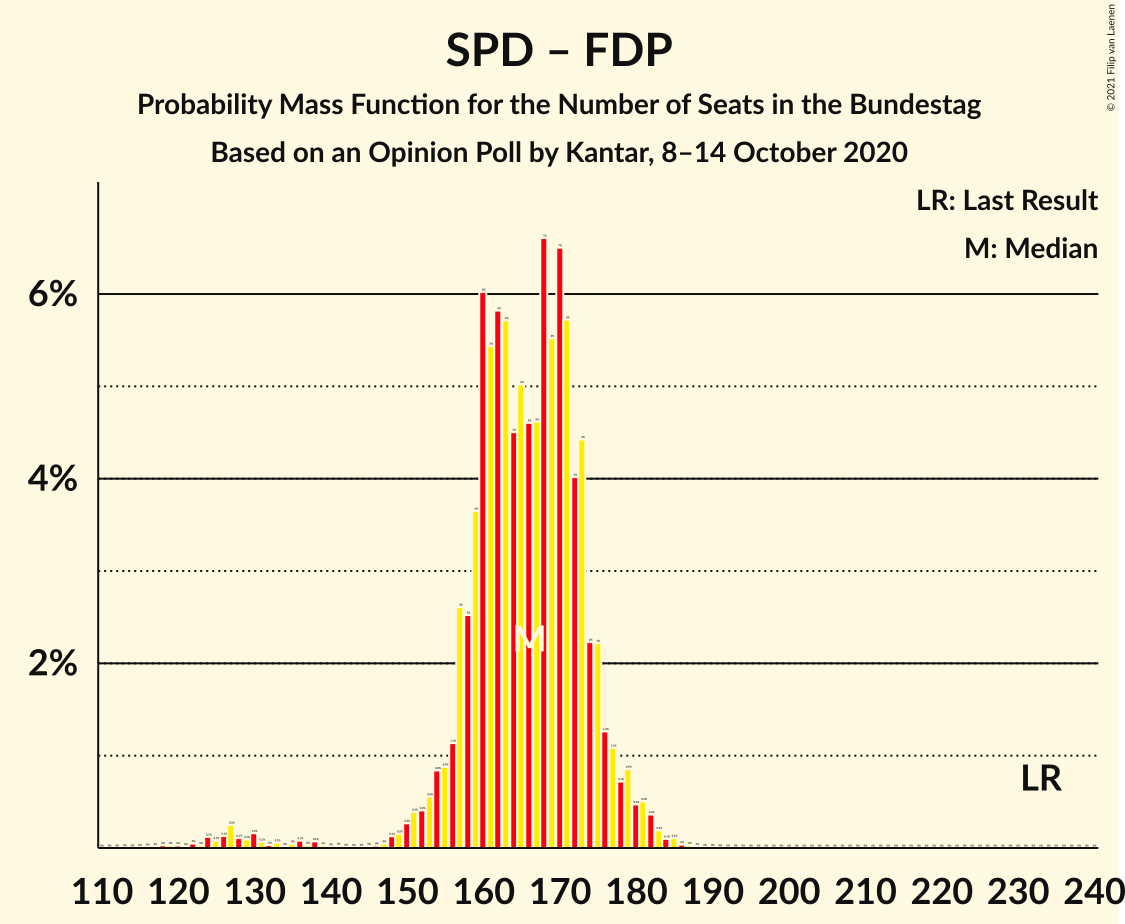 SPD – FDP
Probability Mass Function for the Number of Seats in the Bundestag
Based on an Opinion Poll by Kantar, 8–14 October 2020
© 2021 Filip van Laenen
LR: Last Result
M: Median
6%
4%
2%
M
LR
110 120 130 140 150 160 170 180 190 200 210 220 230 240